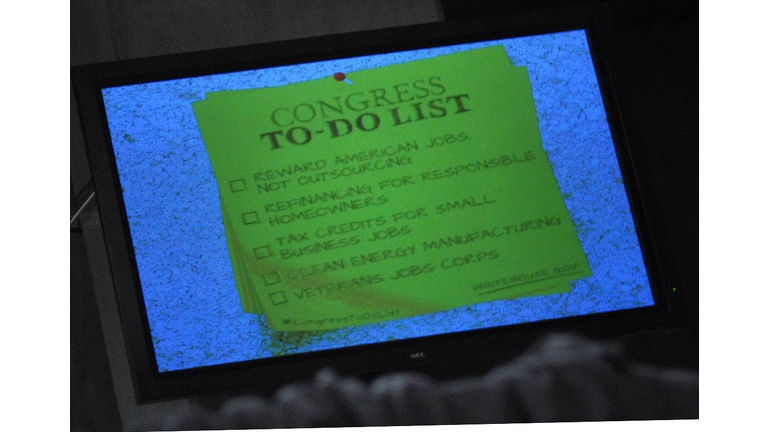 CONGRESS
TO-DO LIST
REWARD AMERICAN JOBS,
NOT OUTSOURCING
REFINANCING FOR RESPONSIBLE
HOMEOWNERS
TAX CREDITS FOR SMALL
BUSINESS JOBS
CLEAN ENERGY MANUFACTURING
VETERANS JOBS CORPS
WHITEHOUSE.GOV
#CongressToDoList
NEC